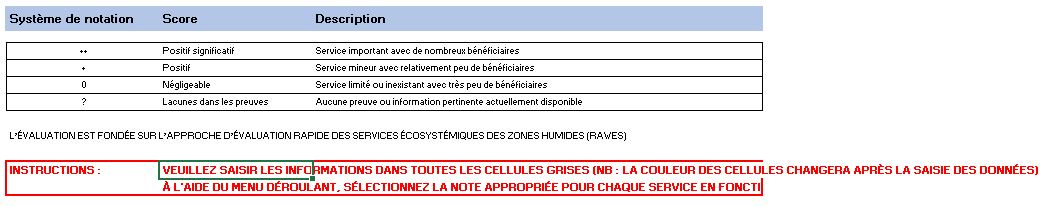 Système de notation Score Description
++ Positif significatif Service important avec de nombreux bénéficiaires
+ Positif Service mineur avec relativement peu de bénéficiaires
0 Négligeable Service limité ou inexistant avec très peu de bénéficiaires
? Lacunes dans les preuves Aucune preuve ou information pertinente actuellement disponible
L'ÉVALUATION EST FONDÉE SUR L'APPROCHE D'ÉVALUATION RAPIDE DES SERVICES ÉCOSYSTÉMIQUES DES ZONES HUMIDES (RAWES)
INSTRUCTIONS : VEUILLEZ SAISIR LES INFORMATIONS DANS TOUTES LES CELLULES GRISES (NB : LA COULEUR DES CELLULES CHANGERA APRÈS LA SAISIE DES DONNÉES)
À L'AIDE DU MENU DÉROULANT, SÉLECTIONNEZ LA NOTE APPROPRIÉE POUR CHAQUE SERVICE EN FONCTI